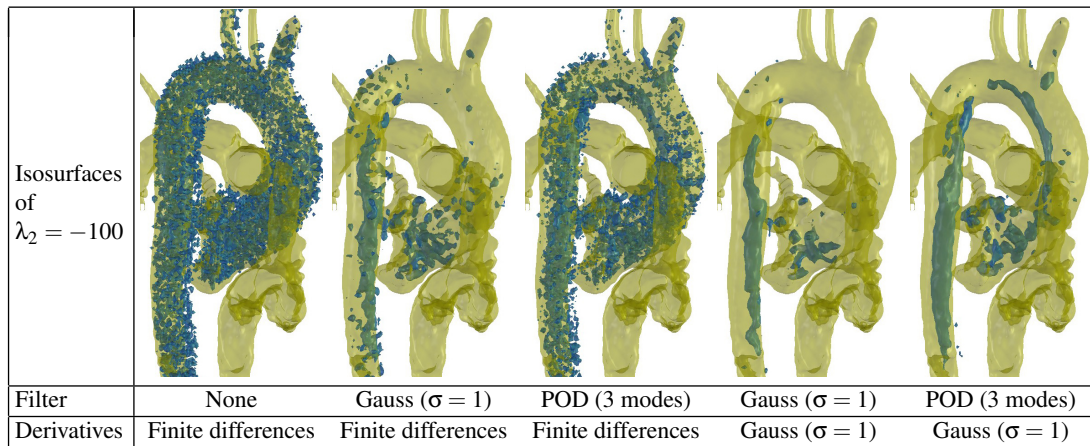 Isosurfaces
of
λ₂ = −100
Filter None Gauss (σ = 1) POD (3 modes) Gauss (σ = 1) POD (3 modes)
Derivatives Finite differences Finite differences Finite differences Gauss (σ = 1) Gauss (σ = 1)